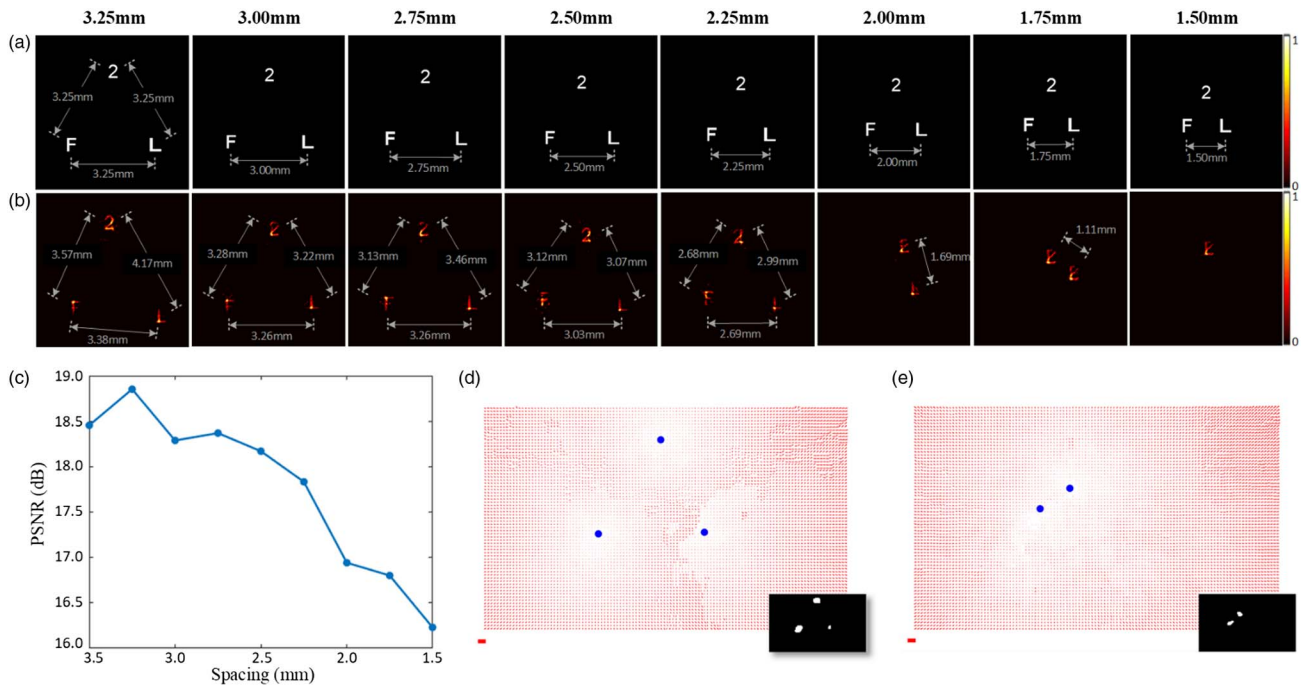 3.25mm 3.00mm 2.75mm 2.50mm 2.25mm 2.00mm 1.75mm 1.50mm
(a)
2 2 2 2 2 2 2 2
3.25mm 3.25mm
F L F L F L F L F L F L F L F L
3.25mm 3.00mm 2.75mm 2.50mm 2.25mm 2.00mm 1.75mm 1.50mm
1
0
(b)
2 2 2 2 2
3.57mm 4.17mm 3.28mm 3.22mm 3.13mm 3.46mm 3.12mm 3.07mm 2.68mm 2.99mm 1.69mm 1.11mm
F L F L F L F L F L L
3.38mm 3.26mm 3.26mm 3.03mm 2.69mm
1
0
(c)
PSNR (dB)
19.0
18.5
18.0
17.5
17.0
16.5
16.0
3.5 3.0 2.5 2.0 1.5
Spacing (mm)
(d)
(e)